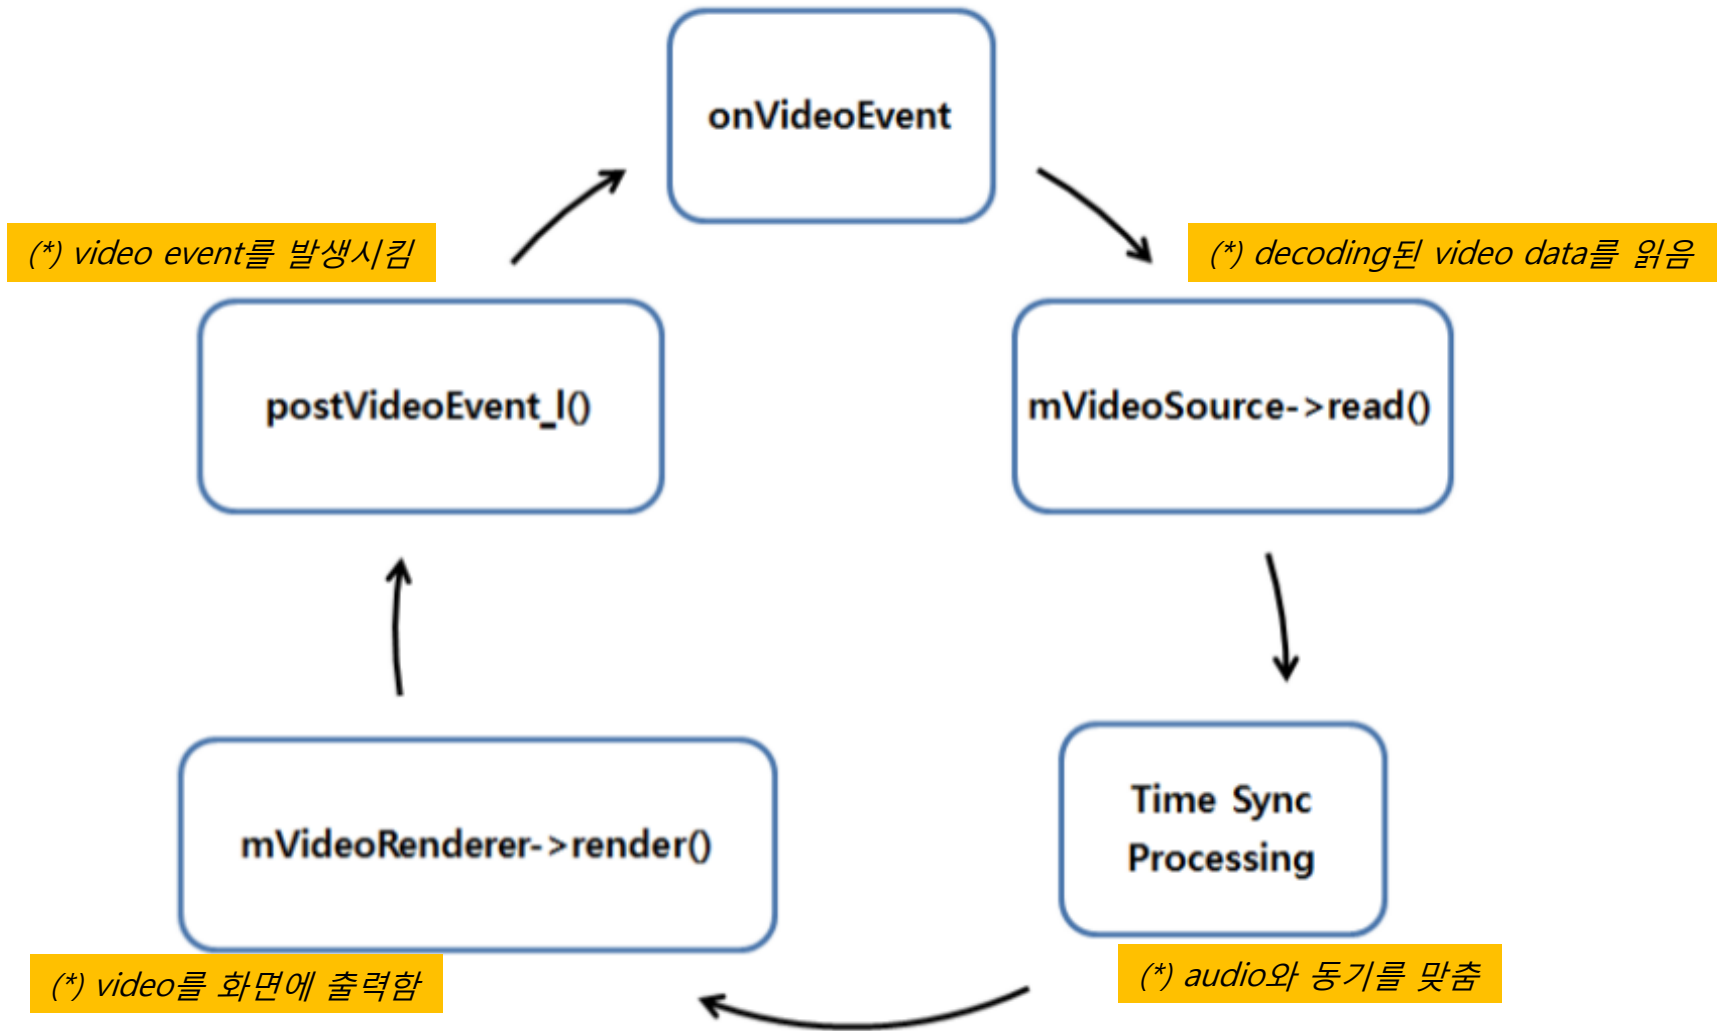 onVideoEvent
(*) video event를 발생시킴
(*) decoding된 video data를 읽음
postVideoEvent_l()
mVideoSource->read()
Time Sync
Processing
mVideoRenderer->render()
(*) video를 화면에 출력함
(*) audio와 동기를 맞춤